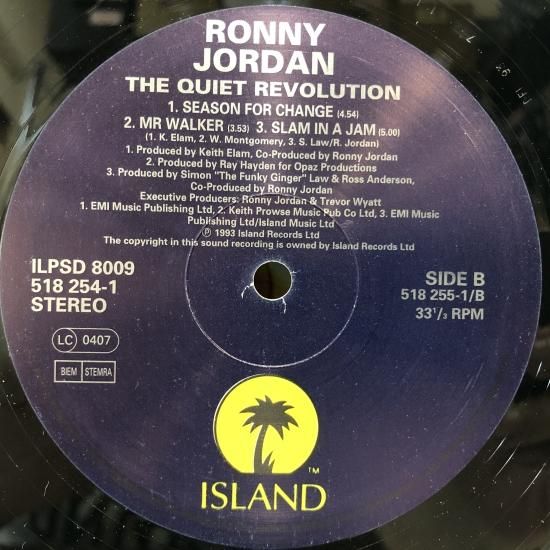 RONNY
JORDAN
THE QUIET REVOLUTION
1. SEASON FOR CHANGE (4.54)
2. MR WALKER (3.53) 3. SLAM IN A JAM (5.00)
(1. K. Elam, 2. W. Montgomery, 3. S. Law/R. Jordan)
1. Produced by Keith Elam, Co-Produced by Ronny Jordan
2. Produced by Ray Hayden for Opaz Productions
3. Produced by Simon "The Funky Ginger" Law & Ross Anderson,
Co-Produced by Ronny Jordan
Executive Producers: Ronny Jordan & Trevor Wyatt
1. EMI Music Publishing Ltd, 2. Keith Prowse Music Pub Co Ltd, 3. EMI Music
Publishing Ltd/Island Music Ltd
℗ 1993 Island Records Ltd
The copyright in this sound recording is owned by Island Records Ltd
ILPSD 8009
518 254-1
STEREO
LC 0407
BIEM STEMRA
SIDE B
518 255-1/B
33 1/3 RPM
TM
ISLAND